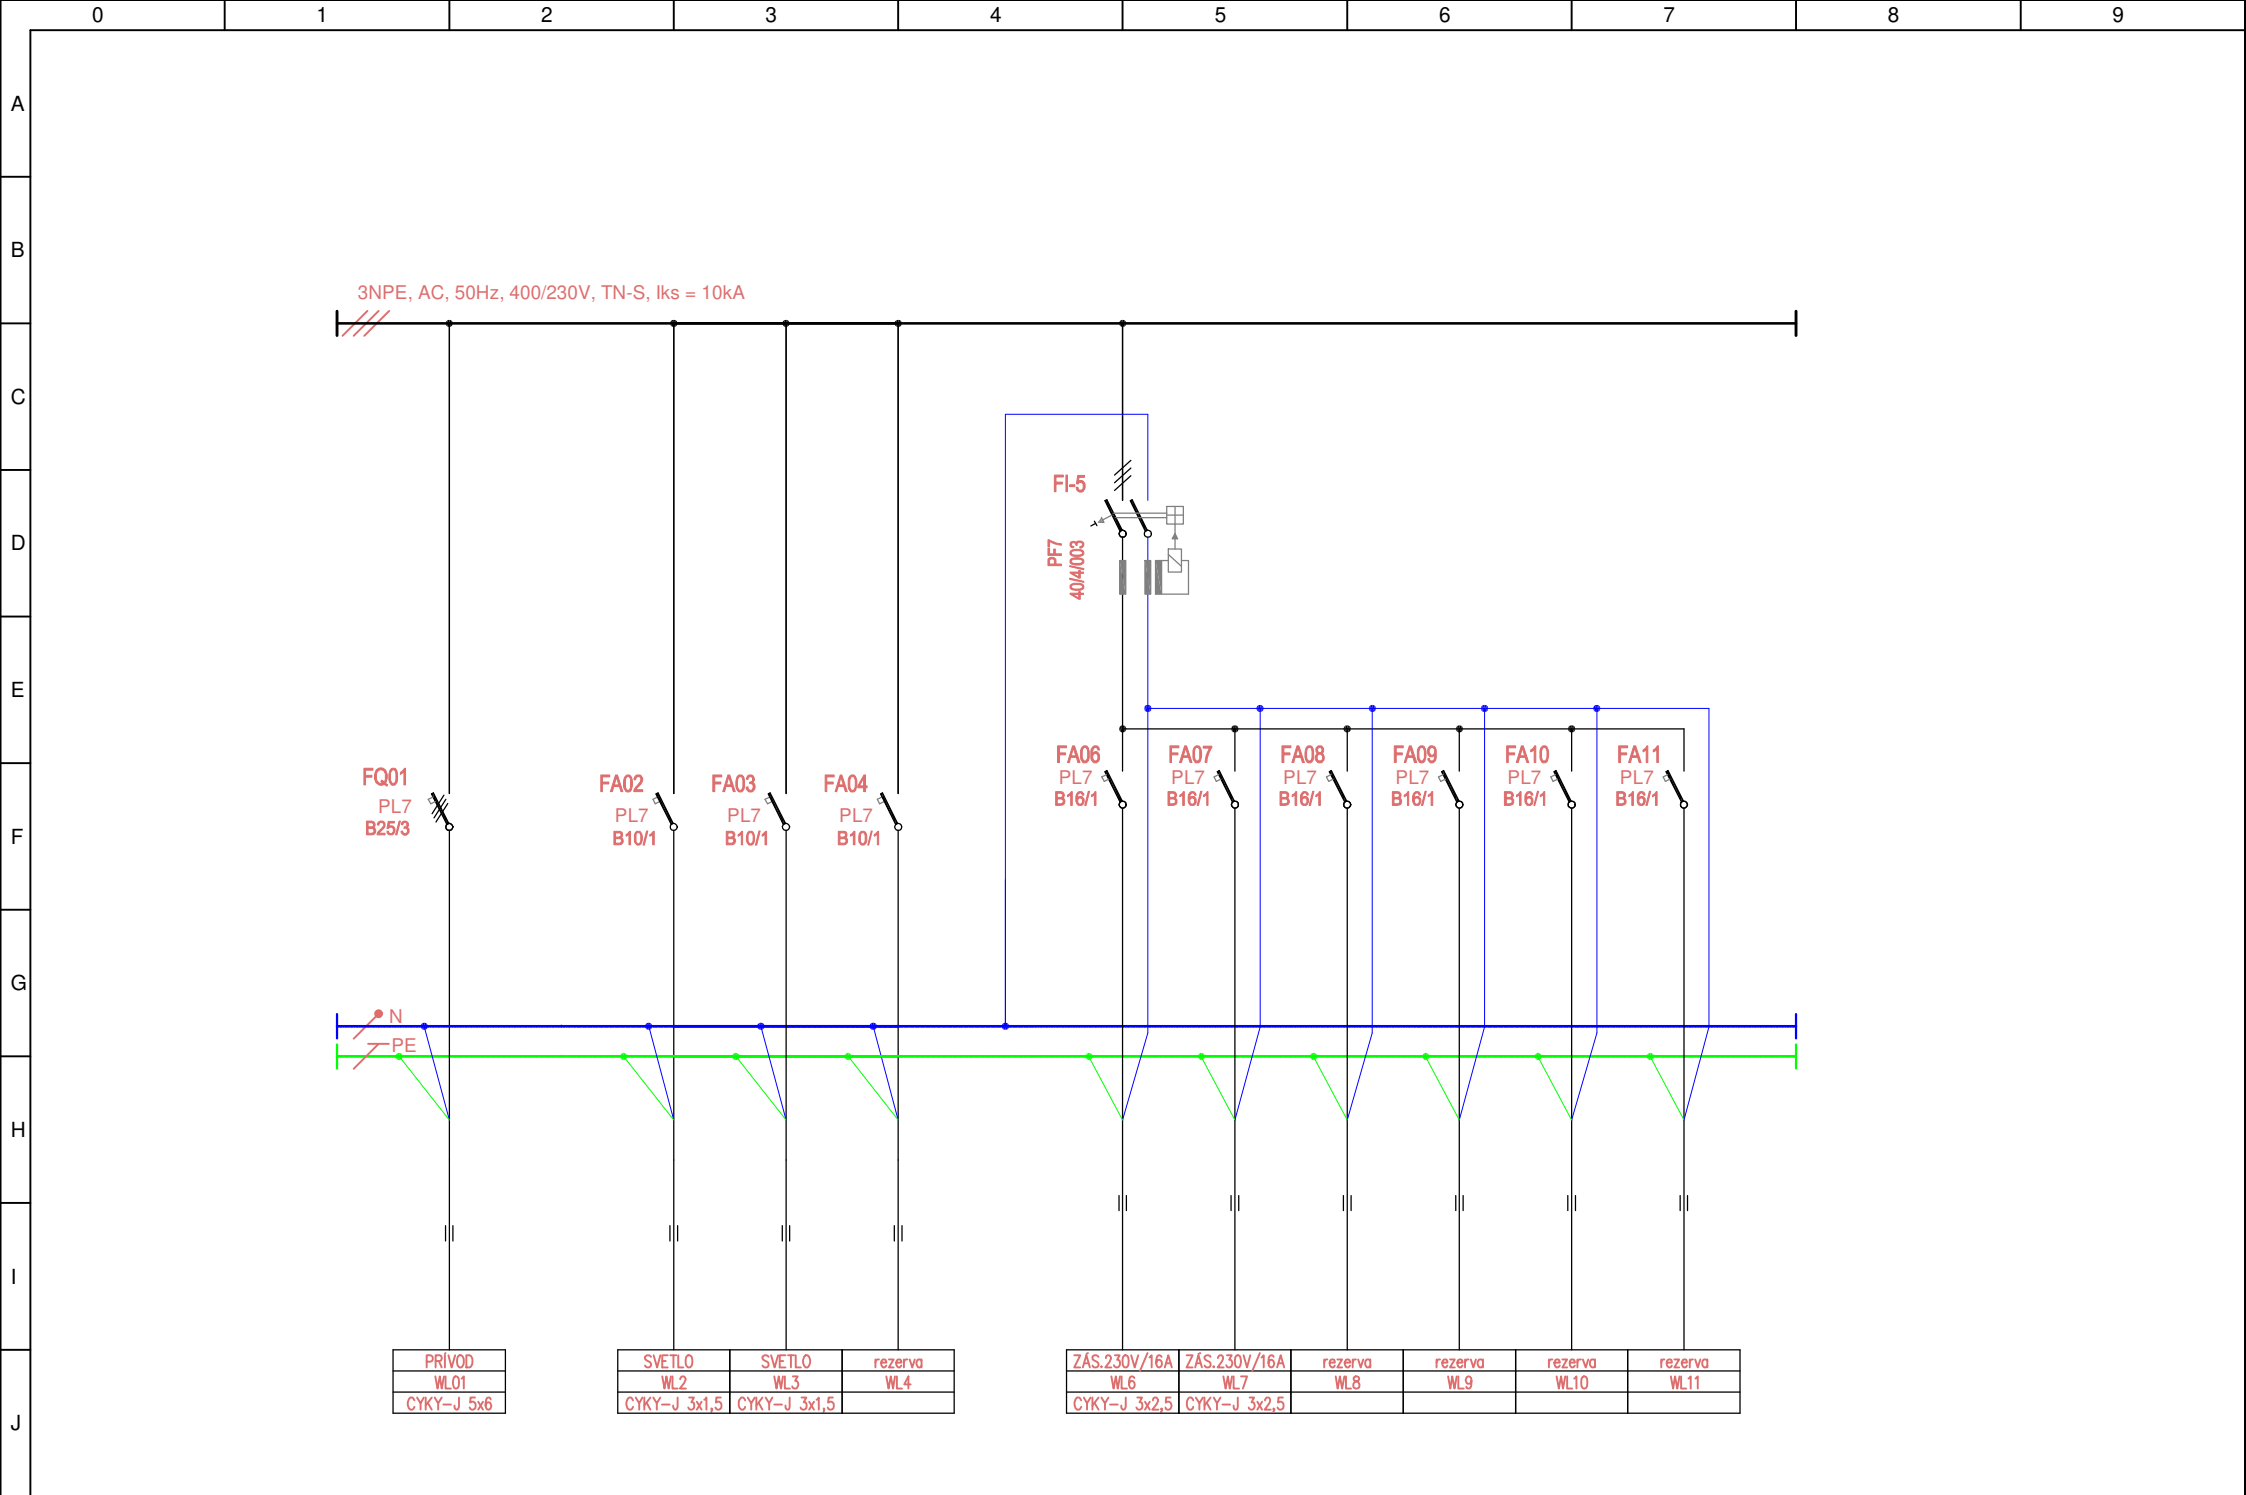 0 1 2 3 4 5 6 7 8 9
A
B
3NPE, AC, 50Hz, 400/230V, TN-S, Iks = 10kA
C
FI-5
D
PF7
40/4/003
E
FA06 FA07 FA08 FA09 FA10 FA11
PL7 PL7 PL7 PL7 PL7 PL7
B16/1 B16/1 B16/1 B16/1 B16/1 B16/1
FQ01 FA02 FA03 FA04
PL7 PL7 PL7 PL7
B25/3 B10/1 B10/1 B10/1
F
G
N
PE
H
I
PRÍVOD SVETLO SVETLO rezerva ZÁS.230V/16A ZÁS.230V/16A rezerva rezerva rezerva rezerva
WL01 WL2 WL3 WL4 WL6 WL7 WL8 WL9 WL10 WL11
CYKY-J 5x6 CYKY-J 3x1,5 CYKY-J 3x1,5 CYKY-J 3x2,5 CYKY-J 3x2,5
J